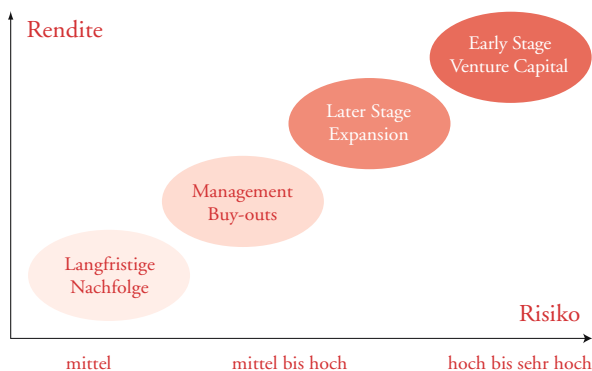 Rendite
Early Stage
Venture Capital
Later Stage
Expansion
Management
Buy-outs
Langfristige
Nachfolge
Risiko
mittel
mittel bis hoch
hoch bis sehr hoch